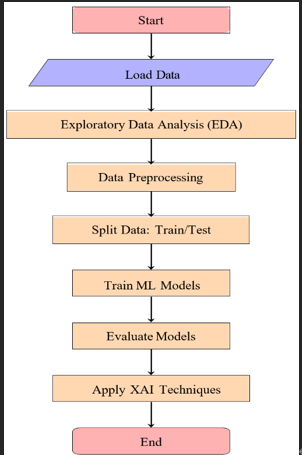 Start
Load Data
Exploratory Data Analysis (EDA)
Data Preprocessing
Split Data: Train/Test
Train ML Models
Evaluate Models
Apply XAI Techniques
End